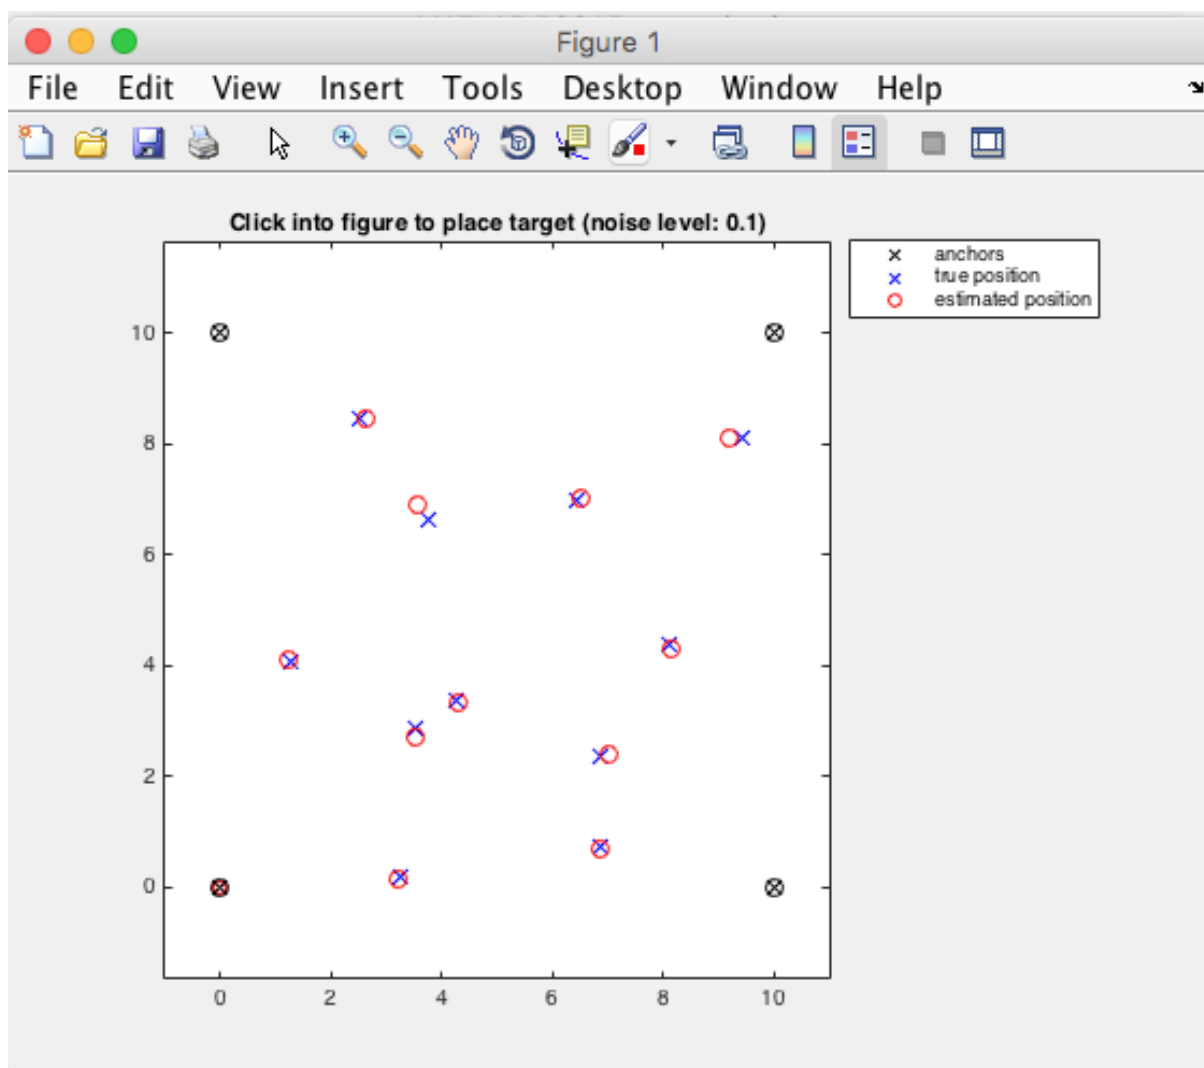 Figure 1
File Edit View Insert Tools Desktop Window Help
Click into figure to place target (noise level: 0.1)
anchors
true position
estimated position
10
8
6
4
2
0
0 2 4 6 8 10